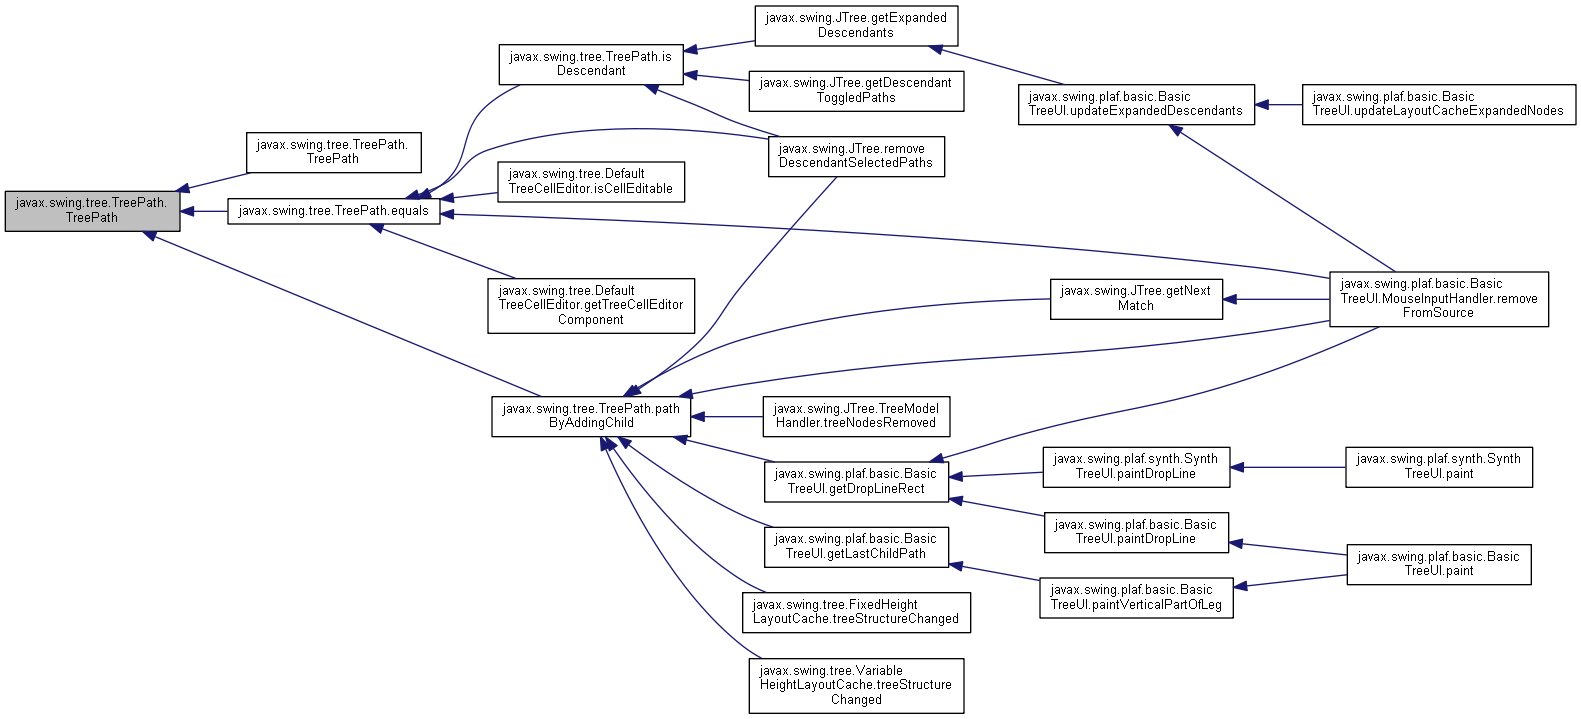 javax.swing.tree.TreePath.
TreePath
javax.swing.tree.TreePath.
TreePath
javax.swing.tree.TreePath.equals
javax.swing.tree.TreePath.is
Descendant
javax.swing.JTree.getExpanded
Descendants
javax.swing.plaf.basic.Basic
TreeUI.updateExpandedDescendants
javax.swing.plaf.basic.Basic
TreeUI.updateLayoutCacheExpandedNodes
javax.swing.JTree.getDescendant
ToggledPaths
javax.swing.JTree.remove
DescendantSelectedPaths
javax.swing.tree.Default
TreeCellEditor.isCellEditable
javax.swing.tree.Default
TreeCellEditor.getTreeCellEditor
Component
javax.swing.plaf.basic.Basic
TreeUI.MouseInputHandler.remove
FromSource
javax.swing.JTree.getNext
Match
javax.swing.tree.TreePath.path
ByAddingChild
javax.swing.JTree.TreeModel
Handler.treeNodesRemoved
javax.swing.plaf.basic.Basic
TreeUI.getDropLineRect
javax.swing.plaf.synth.Synth
TreeUI.paintDropLine
javax.swing.plaf.synth.Synth
TreeUI.paint
javax.swing.plaf.basic.Basic
TreeUI.paintDropLine
javax.swing.plaf.basic.Basic
TreeUI.paint
javax.swing.plaf.basic.Basic
TreeUI.getLastChildPath
javax.swing.plaf.basic.Basic
TreeUI.paintVerticalPartOfLeg
javax.swing.tree.FixedHeight
LayoutCache.treeStructureChanged
javax.swing.tree.Variable
HeightLayoutCache.treeStructure
Changed